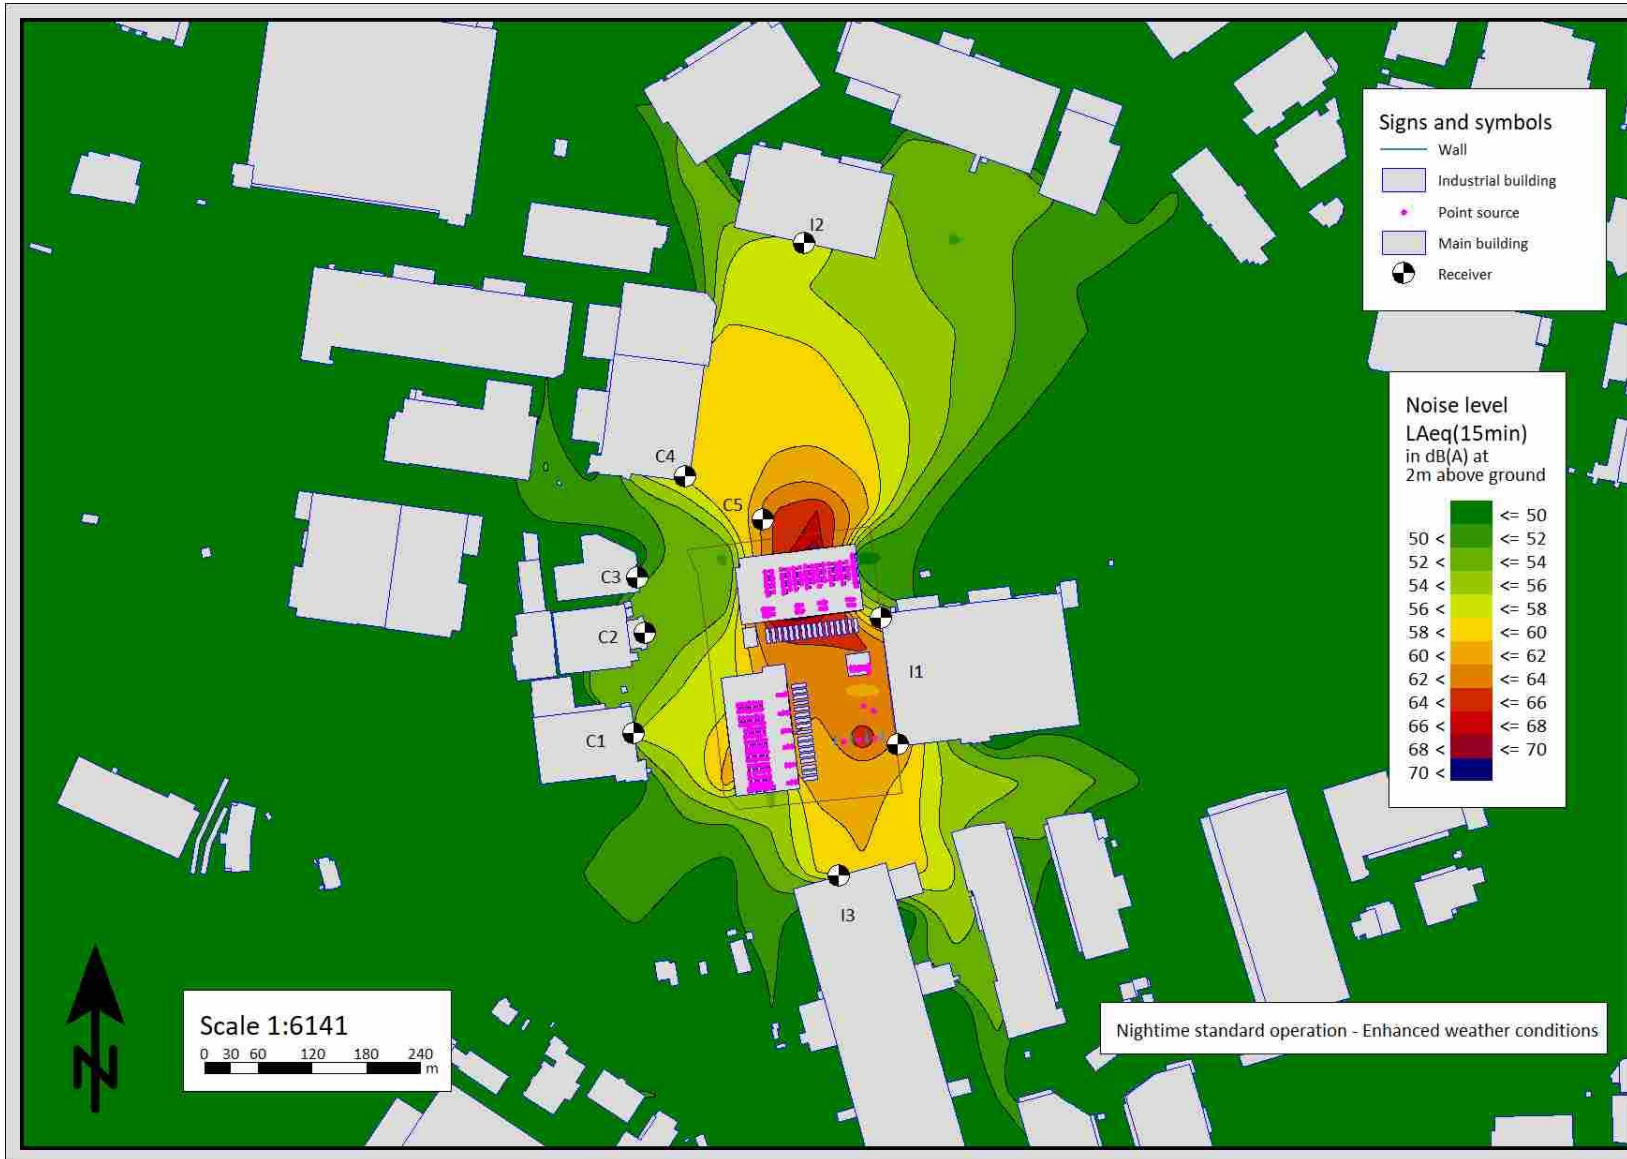 Signs and symbols
Wall
Industrial building
Point source
Main building
Receiver
I2
Noise level
LAeq(15min)
in dB(A) at
2m above ground
<= 50
50 < <= 52
52 < <= 54
54 < <= 56
56 < <= 58
58 < <= 60
60 < <= 62
62 < <= 64
64 < <= 66
66 < <= 68
68 < <= 70
70 <
C4
C5
C3
C2
I1
C1
I3
Scale 1:6141
0 30 60 120 180 240
m
N
Nightime standard operation - Enhanced weather conditions